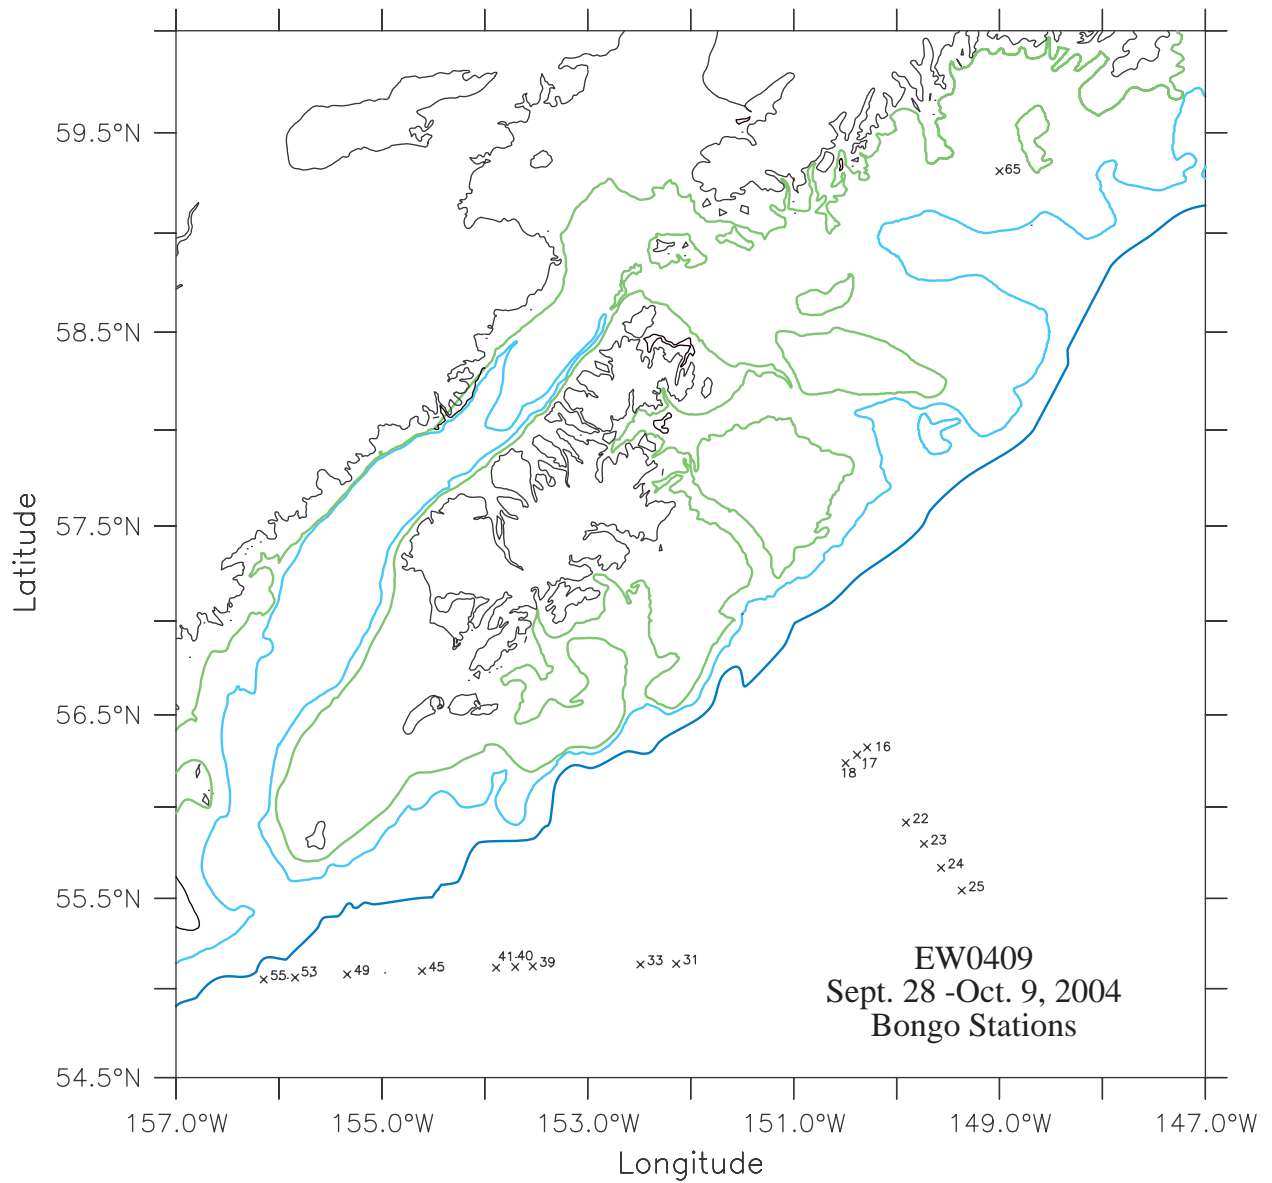 59.5°N
65
58.5°N
57.5°N
Latitude
56.5°N
16
17
18
22
23
24
55.5°N
25
55 53 49 45 41 40 39 33 31
EW0409
Sept. 28 -Oct. 9, 2004
Bongo Stations
54.5°N
157.0°W 155.0°W 153.0°W 151.0°W 149.0°W 147.0°W
Longitude